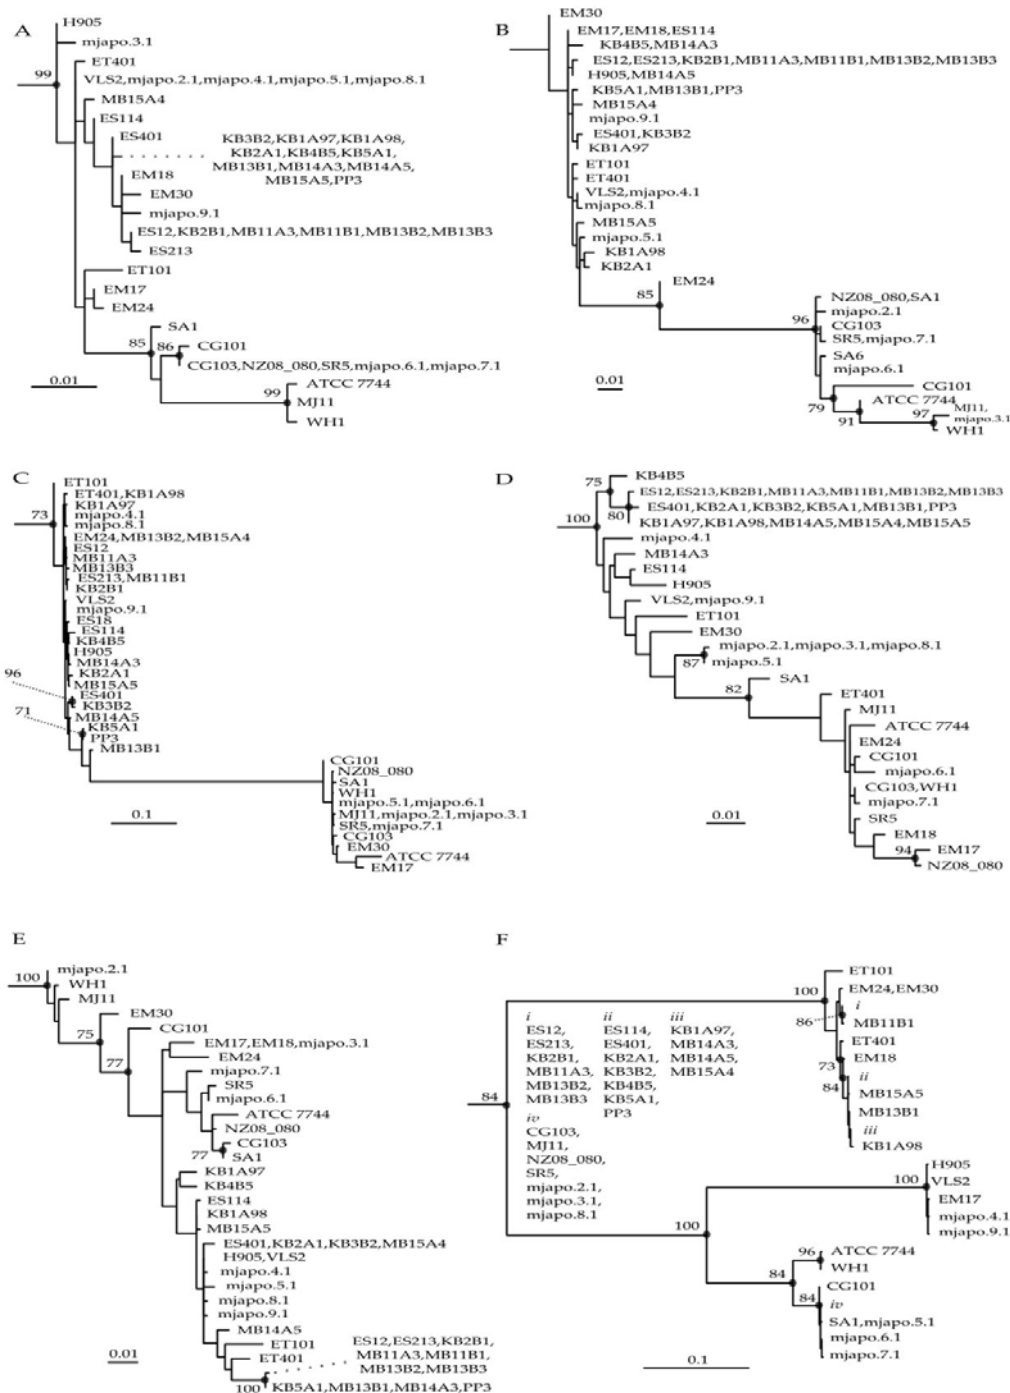 A
H905
mjapo.3.1
99
ET401
VLS2,mjapo.2.1,mjapo.4.1,mjapo.5.1,mjapo.8.1
MB15A4
ES114
ES401
KB3B2,KB1A97,KB1A98,
KB2A1,KB4B5,KB5A1,
MB13B1,MB14A3,MB14A5,
MB15A5,PP3
EM18
EM30
mjapo.9.1
ES12,KB2B1,MB11A3,MB11B1,MB13B2,MB13B3
ES213
ET101
EM17
EM24
SA1
85
86
CG101
CG103,NZ08_080,SR5,mjapo.6.1,mjapo.7.1
0.01
ATCC 7744
99
MJ11
WH1
B
EM30
EM17,EM18,ES114
KB4B5,MB14A3
ES12,ES213,KB2B1,MB11A3,MB11B1,MB13B2,MB13B3
H905,MB14A5
KB5A1,MB13B1,PP3
MB15A4
mjapo.9.1
ES401,KB3B2
KB1A97
ET101
ET401
VLS2,mjapo.4.1
mjapo.8.1
MB15A5
mjapo.5.1
KB1A98
KB2A1
EM24
85
NZ08_080,SA1
mjapo.2.1
96
CG103
SR5,mjapo.7.1
SA6
mjapo.6.1
CG101
0.01
79
ATCC 7744
91
97
MJ11,
mjapo.3.1
WH1
C
ET101
ET401,KB1A98
KB1A97
mjapo.4.1
73
mjapo.8.1
EM24,MB13B2,MB15A4
ES12
MB11A3
MB13B3
ES213,MB11B1
KB2B1
VLS2
mjapo.9.1
ES18
ES114
KB4B5
H905
MB14A3
96
KB2A1
MB15A5
ES401
KB3B2
71
MB14A5
KB5A1
PP3
MB13B1
CG101
NZ08_080
SA1
WH1
mjapo.5.1,mjapo.6.1
0.1
MJ11,mjapo.2.1,mjapo.3.1
SR5,mjapo.7.1
CG103
EM30
ATCC 7744
EM17
D
KB4B5
75
ES12,ES213,KB2B1,MB11A3,MB11B1,MB13B2,MB13B3
ES401,KB2A1,KB3B2,KB5A1,MB13B1,PP3
80
100
KB1A97,KB1A98,MB14A5,MB15A4,MB15A5
mjapo.4.1
MB14A3
ES114
H905
VLS2,mjapo.9.1
ET101
EM30
mjapo.2.1,mjapo.3.1,mjapo.8.1
87
mjapo.5.1
SA1
82
ET401
MJ11
ATCC 7744
EM24
CG101
mjapo.6.1
CG103,WH1
mjapo.7.1
0.01
SR5
EM18
94
EM17
NZ08_080
E
mjapo.2.1
100
WH1
MJ11
EM30
75
CG101
EM17,EM18,mjapo.3.1
EM24
77
mjapo.7.1
SR5
mjapo.6.1
ATCC 7744
NZ08_080
CG103
77
SA1
KB1A97
KB4B5
ES114
KB1A98
MB15A5
ES401,KB2A1,KB3B2,MB15A4
H905,VLS2
mjapo.4.1
mjapo.5.1
mjapo.8.1
mjapo.9.1
MB14A5
ET101
ET401
ES12,ES213,KB2B1,
MB11A3,MB11B1,
MB13B2,MB13B3
0.01
100
KB5A1,MB13B1,MB14A3,PP3
F
ET101
100
EM24,EM30
i
86
MB11B1
ET401
73
EM18
ii
84
MB15A5
MB13B1
iii
KB1A98
i
ES12,
ES213,
KB2B1,
MB11A3,
MB13B2,
MB13B3
ii
ES114,
ES401,
KB2A1,
KB3B2,
KB4B5,
KB5A1,
PP3
iii
KB1A97,
MB14A3,
MB14A5,
MB15A4
84
iv
CG103,
MJ11,
NZ08_080,
SR5,
mjapo.2.1,
mjapo.3.1,
mjapo.8.1
H905
100
VLS2
EM17
mjapo.4.1
mjapo.9.1
100
96
ATCC 7744
WH1
84
CG101
84
iv
SA1,mjapo.5.1
mjapo.6.1
mjapo.7.1
0.1